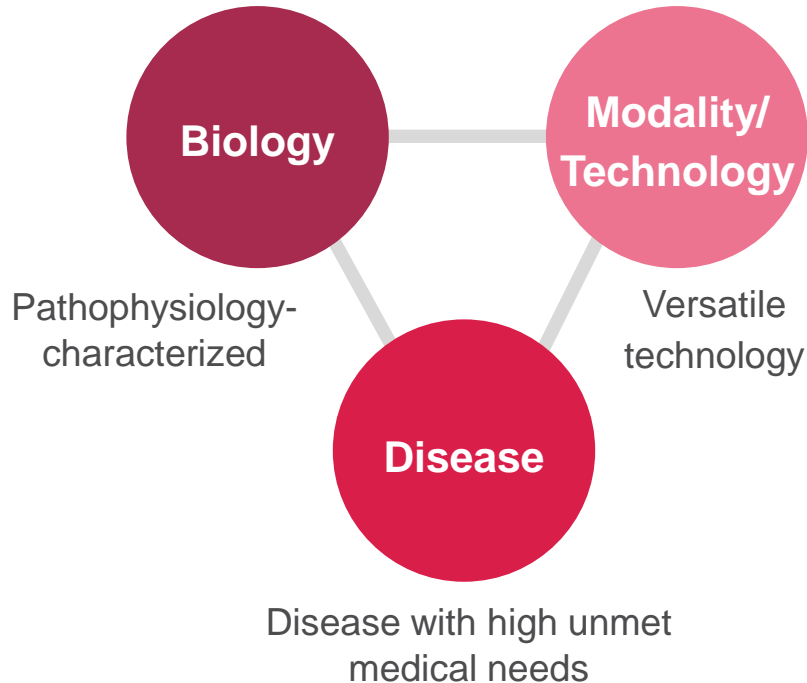 Biology
Modality/
Technology
Pathophysiology-
characterized
Versatile
technology
Disease
Disease with high unmet
medical needs